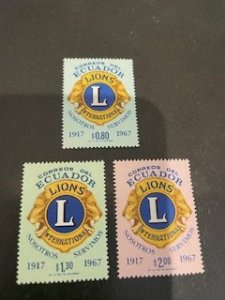 CORREOS DEL
ECUADOR
LIONS
L
INTERNATIONAL
NOSOTROS SERVIMOS
1917 1967
$0.80
CORREOS DEL
ECUADOR
LIONS
L
INTERNATIONAL
NOSOTROS SERVIMOS
1917 1967
$1.30
CORREOS DEL
ECUADOR
LIONS
L
INTERNATIONAL
NOSOTROS SERVIMOS
1917 1967
$2.00